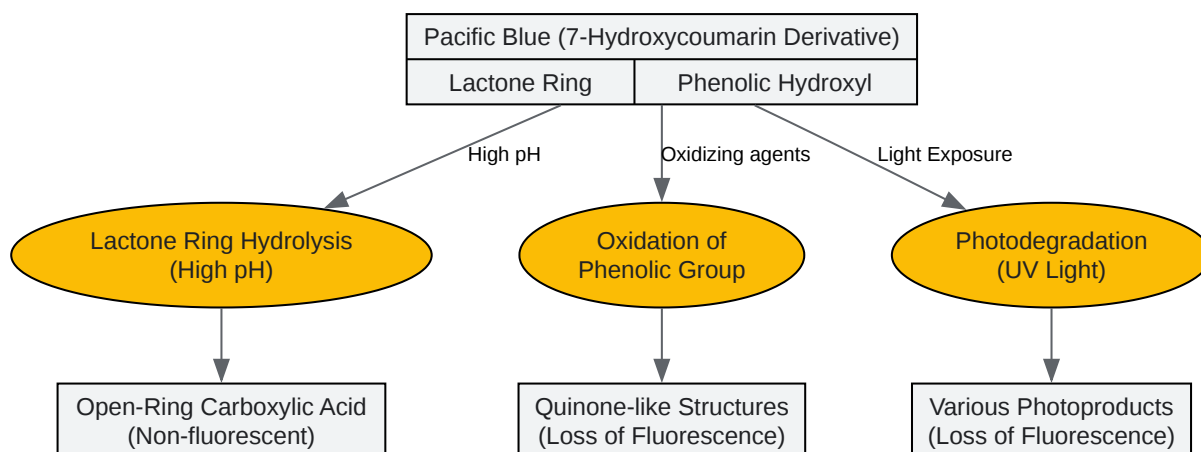 Pacific Blue (7-Hydroxycoumarin Derivative)
Lactone Ring
Phenolic Hydroxyl
High pH
Oxidizing agents
Light Exposure
Lactone Ring Hydrolysis
(High pH)
Oxidation of
Phenolic Group
Photodegradation
(UV Light)
Open-Ring Carboxylic Acid
(Non-fluorescent)
Quinone-like Structures
(Loss of Fluorescence)
Various Photoproducts
(Loss of Fluorescence)